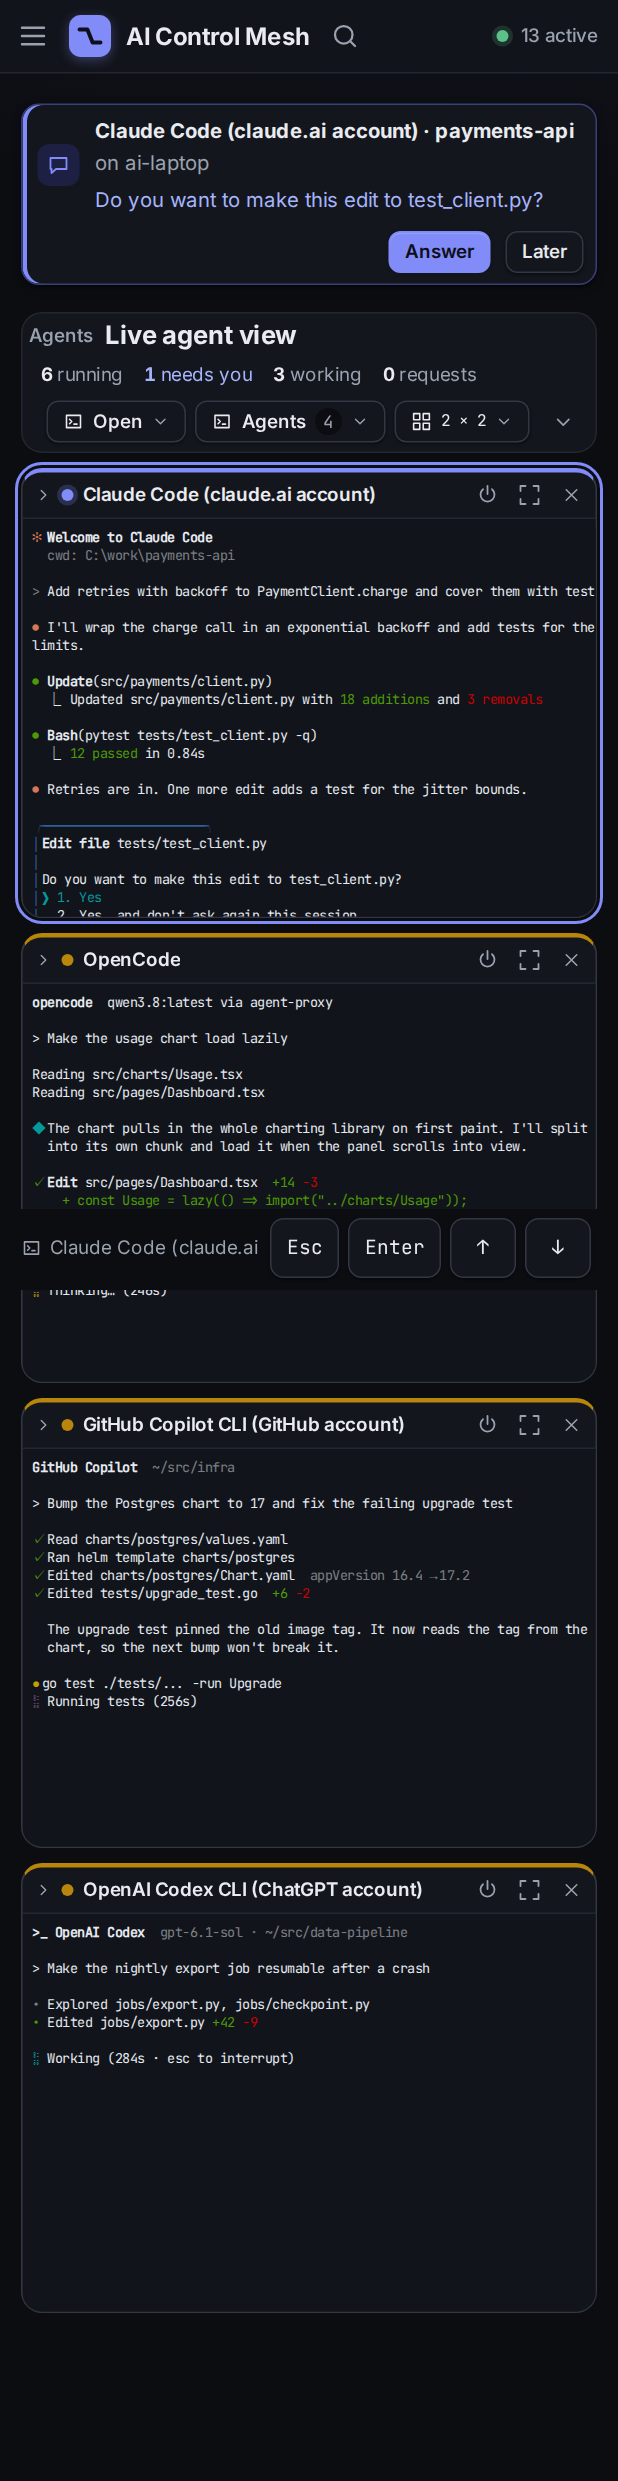 AI Control Mesh
13 active
Claude Code (claude.ai account) · payments-api
on ai-laptop
Do you want to make this edit to test_client.py?
Answer
Later
Agents Live agent view
6 running 1 needs you 3 working 0 requests
Open
Agents 4
2 × 2
Claude Code (claude.ai account)
✻ Welcome to Claude Code
cwd: C:\work\payments-api
> Add retries with backoff to PaymentClient.charge and cover them with test
● I'll wrap the charge call in an exponential backoff and add tests for the
limits.
● Update(src/payments/client.py)
⎿ Updated src/payments/client.py with 18 additions and 3 removals
● Bash(pytest tests/test_client.py -q)
⎿ 12 passed in 0.84s
● Retries are in. One more edit adds a test for the jitter bounds.
Edit file tests/test_client.py
Do you want to make this edit to test_client.py?
❯ 1. Yes
2. Yes, and don't ask again this session
OpenCode
opencode qwen3.8:latest via agent-proxy
> Make the usage chart load lazily
Reading src/charts/Usage.tsx
Reading src/pages/Dashboard.tsx
◆ The chart pulls in the whole charting library on first paint. I'll split
into its own chunk and load it when the panel scrolls into view.
✓ Edit src/pages/Dashboard.tsx +14 -3
+ const Usage = lazy(() => import("../charts/Usage"));
Claude Code (claude.ai
Esc
Enter
↑
↓
Thinking… (246s)
GitHub Copilot CLI (GitHub account)
GitHub Copilot ~/src/infra
> Bump the Postgres chart to 17 and fix the failing upgrade test
✓ Read charts/postgres/values.yaml
✓ Ran helm template charts/postgres
✓ Edited charts/postgres/Chart.yaml appVersion 16.4 →17.2
✓ Edited tests/upgrade_test.go +6 -2
The upgrade test pinned the old image tag. It now reads the tag from the
chart, so the next bump won't break it.
● go test ./tests/... -run Upgrade
Running tests (256s)
OpenAI Codex CLI (ChatGPT account)
>_ OpenAI Codex gpt-6.1-sol · ~/src/data-pipeline
> Make the nightly export job resumable after a crash
• Explored jobs/export.py, jobs/checkpoint.py
• Edited jobs/export.py +42 -9
Working (284s · esc to interrupt)